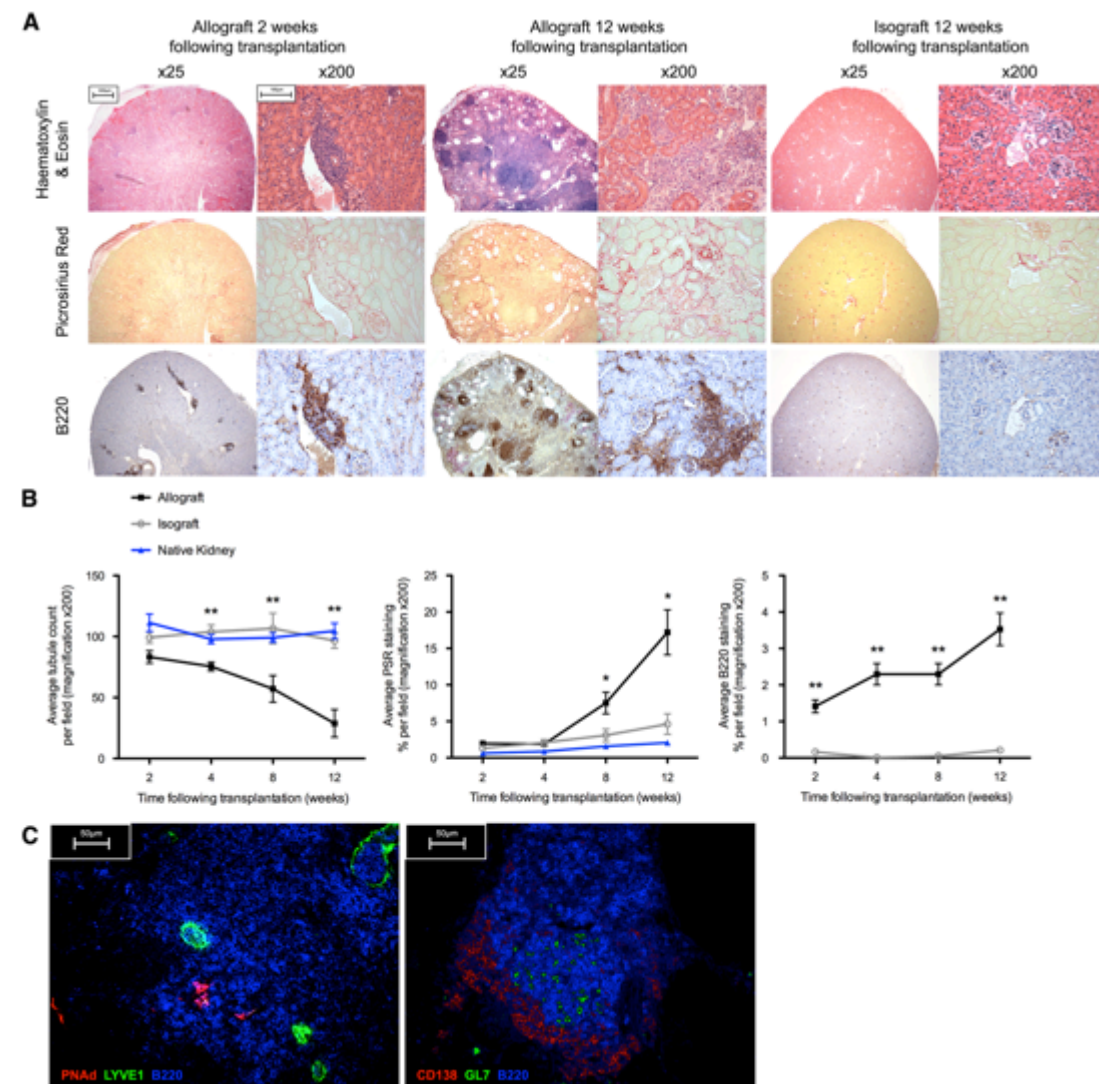 A
Allograft 2 weeks
following transplantation
Allograft 12 weeks
following transplantation
Isograft 12 weeks
following transplantation
x25
x200
x25
x200
x25
x200
Haematoxylin
& Eosin
Picrosirius Red
B220
B
Allograft
Isograft
Native Kidney
Average tubule count
per field (magnification x200)
150
100
50
0
** ** **
2 4 8 12
Time following transplantation (weeks)
Average PSR staining
% per field (magnification x200)
25
20
15
10
5
0
* *
2 4 8 12
Time following transplantation (weeks)
Average B220 staining
% per field (magnification x200)
5
4
3
2
1
0
** ** ** **
2 4 8 12
Time following transplantation (weeks)
C
50µm
PNAd LYVE1 B220
50µm
CD138 GL7 B220